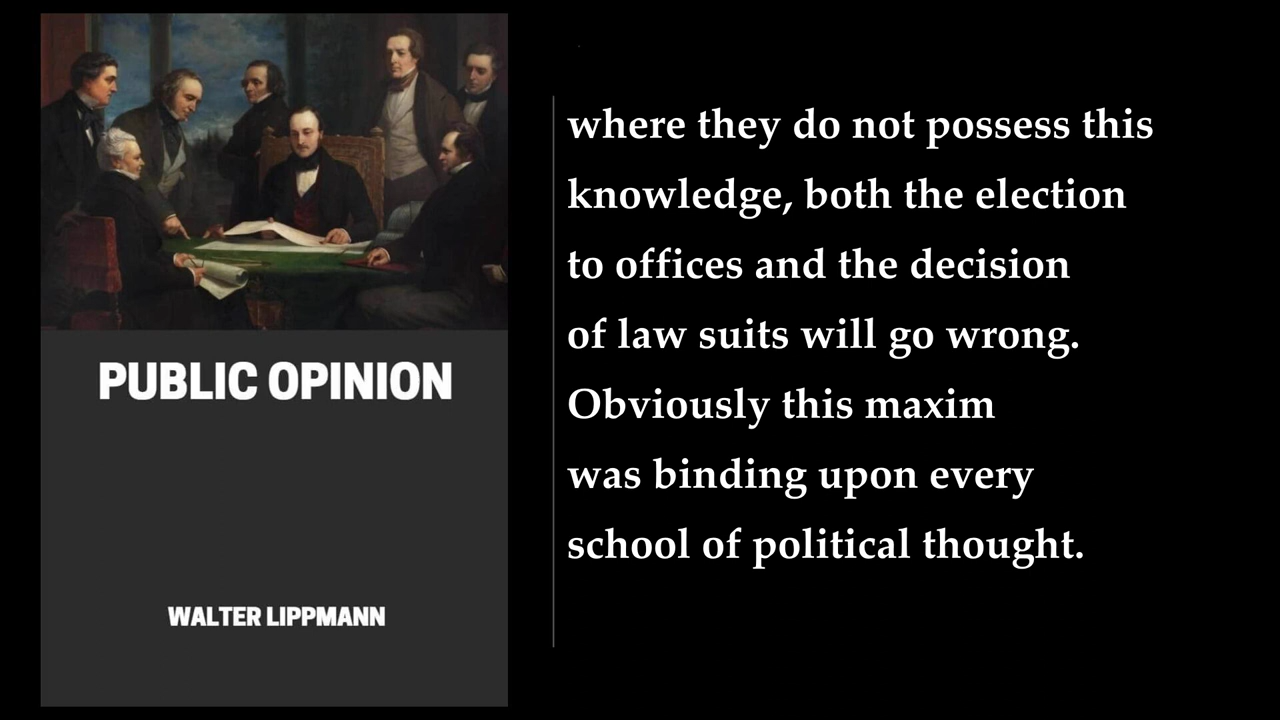 PUBLIC OPINION
WALTER LIPPMANN
where they do not possess this
knowledge, both the election
to offices and the decision
of law suits will go wrong.
Obviously this maxim
was binding upon every
school of political thought.